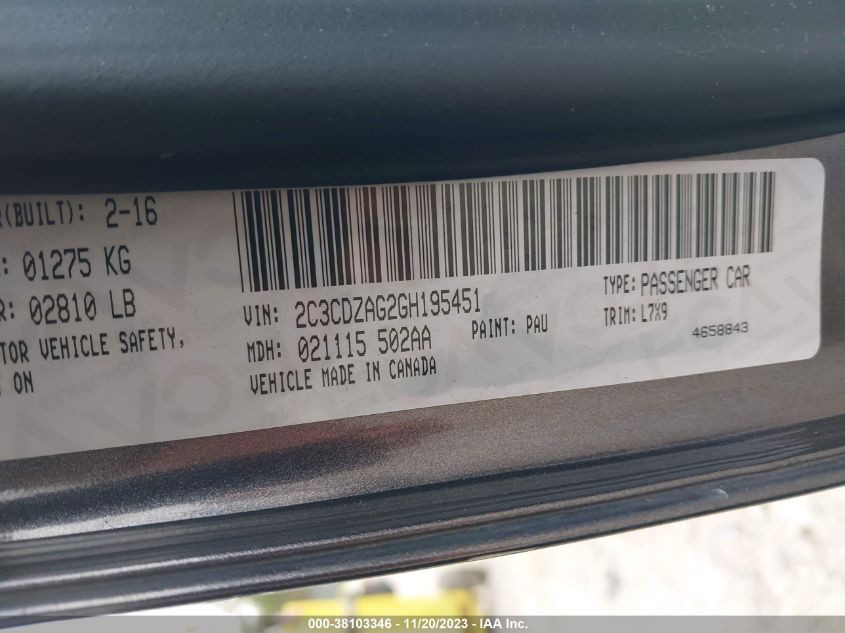 R(BUILT): 2-16
: 01275 KG
R: 02810 LB
TOR VEHICLE SAFETY,
ON
VIN: 2C3CDZAG2GH195451
MDH: 021115 502AA
PAINT: PAU
VEHICLE MADE IN CANADA
TYPE: PASSENGER CAR
TRIM: L7X9
4658843
000-38103346 - 11/20/2023 - IAA Inc.